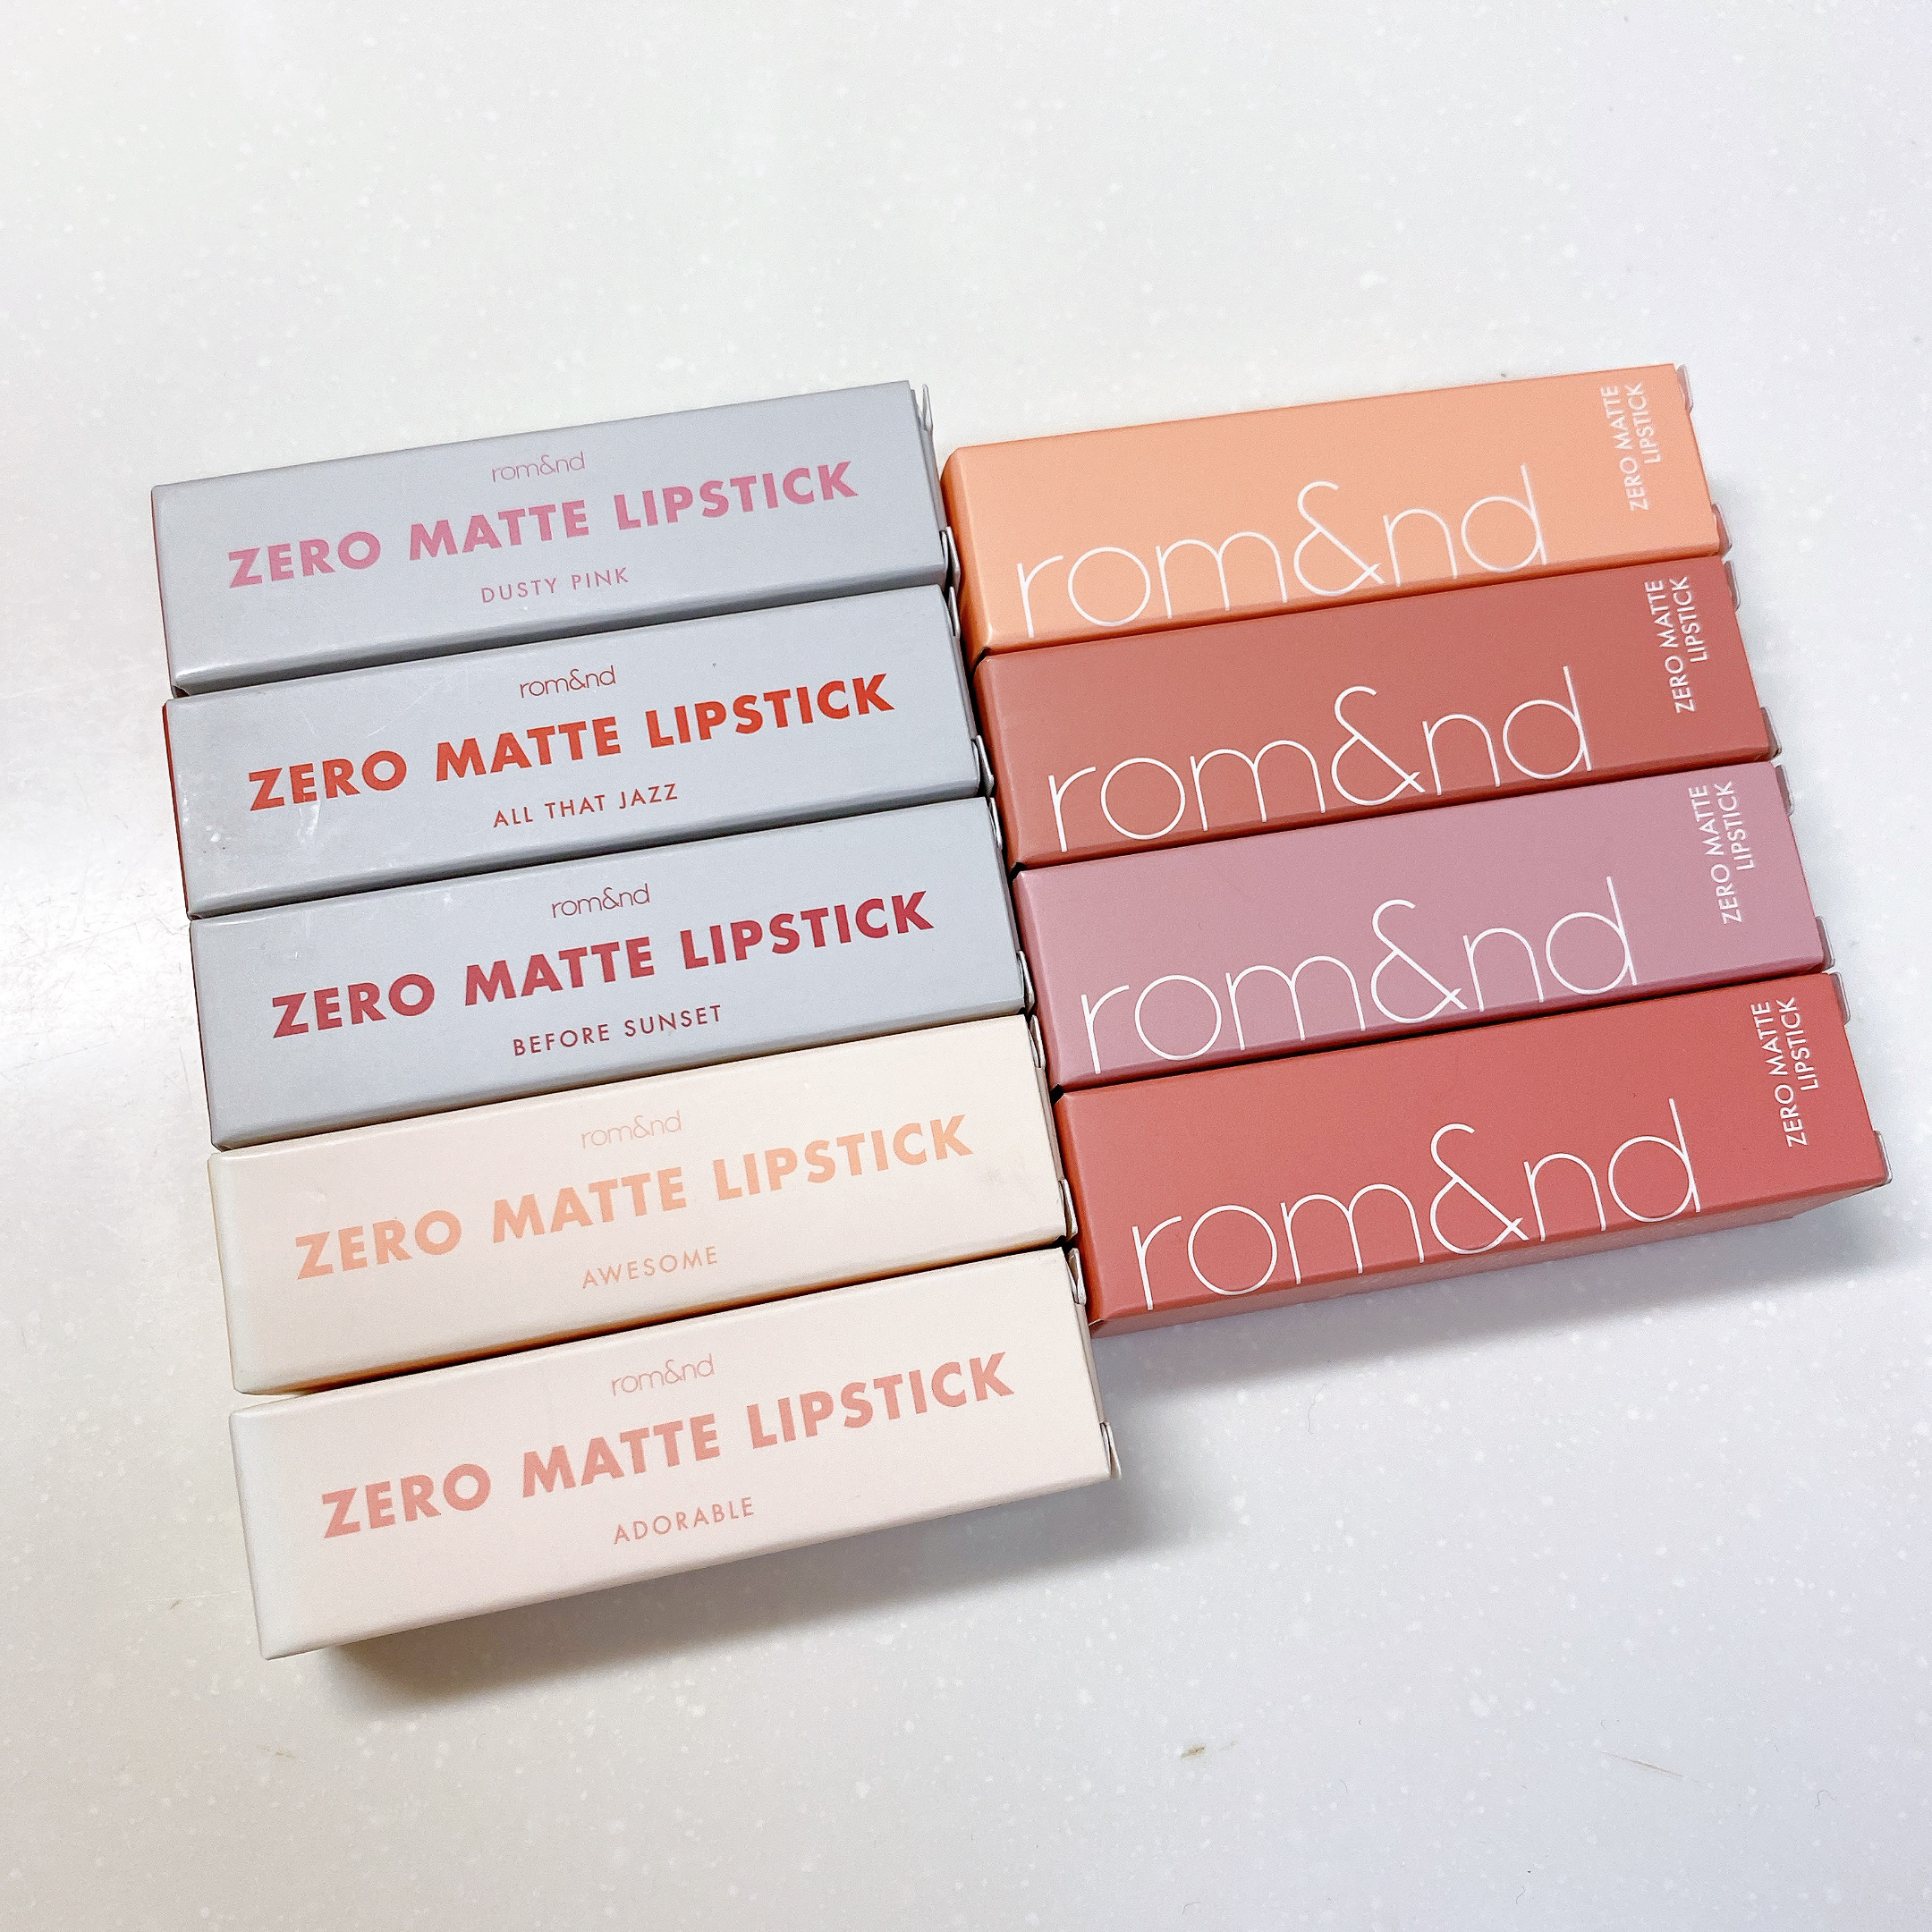 rom&nd
ZERO MATTE LIPSTICK
DUSTY PINK
rom&nd
ZERO MATTE LIPSTICK
ALL THAT JAZZ
rom&nd
ZERO MATTE LIPSTICK
BEFORE SUNSET
rom&nd
ZERO MATTE LIPSTICK
AWESOME
rom&nd
ZERO MATTE LIPSTICK
ADORABLE
rom&nd
ZERO MATTE
LIPSTICK
rom&nd
ZERO MATTE
LIPSTICK
rom&nd
ZERO MATTE
LIPSTICK
rom&nd
ZERO MATTE
LIPSTICK